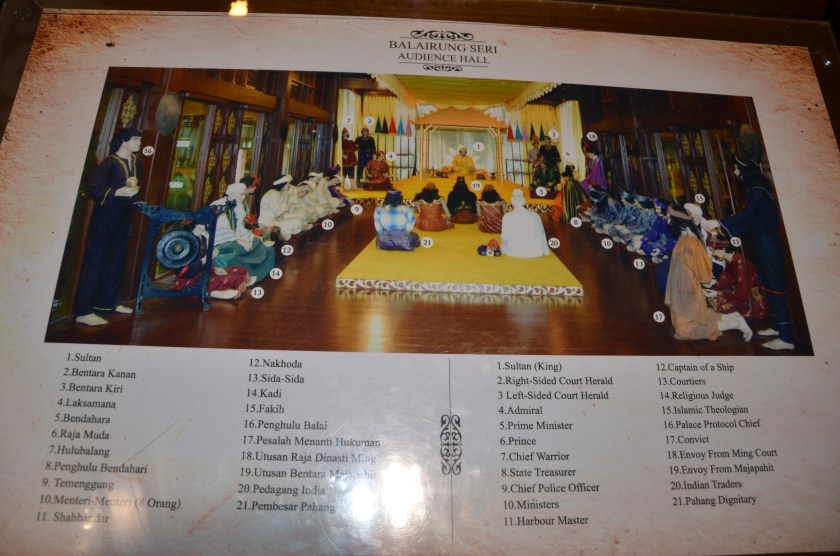 BALAIRUNG SERI
AUDIENCE HALL
1.Sultan
2.Bentara Kanan
3.Bentara Kiri
4.Laksamana
5.Bendahara
6.Raja Muda
7.Hulubalang
8.Penghulu Bendahari
9. Temenggung
10.Menteri-Menteri (8 Orang)
11. Shahbandar
12.Nakhoda
13.Sida-Sida
14.Kadi
15.Fakih
16.Penghulu Balai
17.Pesalah Menanti Hukuman
18.Utusan Raja Dinasti Ming
19.Utusan Bentara Majapahit
20.Pedagang India
21.Pembesar Pahang
1.Sultan (King)
2.Right-Sided Court Herald
3 Left-Sided Court Herald
4.Admiral
5.Prime Minister
6.Prince
7.Chief Warrior
8.State Treasurer
9.Chief Police Officer
10.Ministers
11.Harbour Master
12.Captain of a Ship
13.Courtiers
14.Religious Judge
15.Islamic Theologian
16.Palace Protocol Chief
17.Convict
18.Envoy From Ming Court
19.Envoy From Majapahit
20.Indian Traders
21.Pahang Dignitary